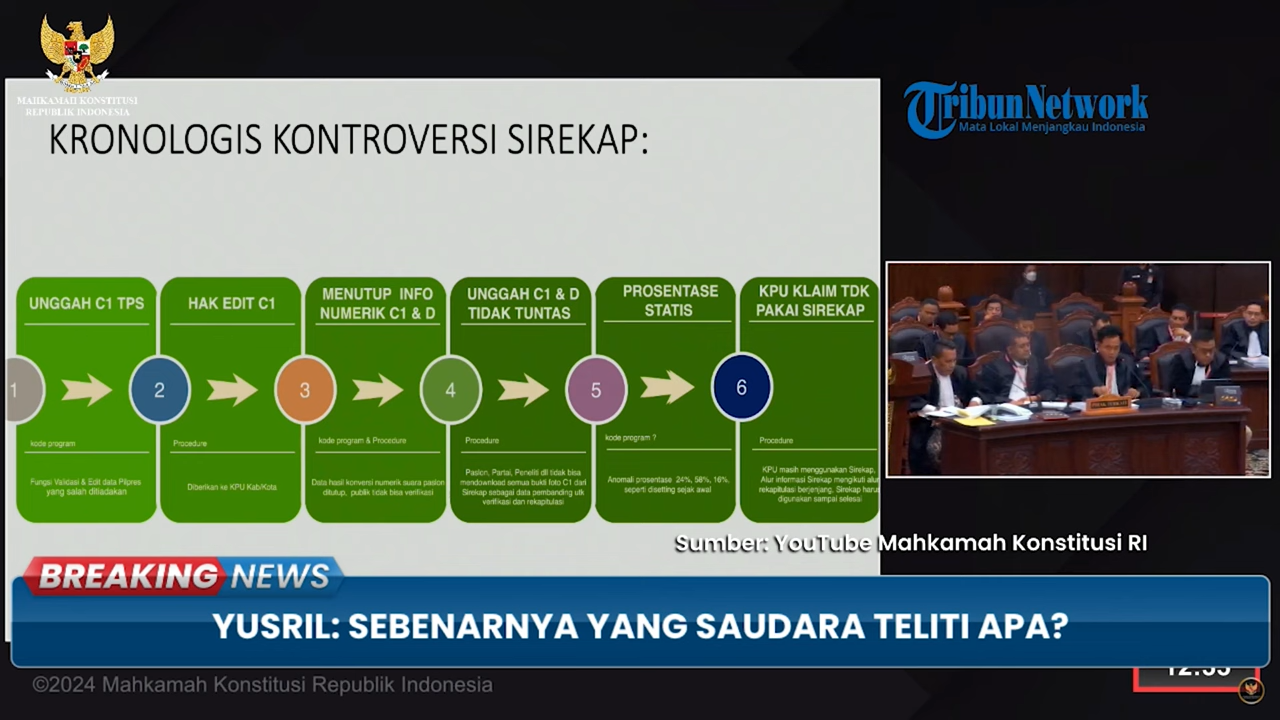 MAHKAMAH KONSTITUSI
REPUBLIK INDONESIA
TribunNetwork
Mata Lokal Menjangkau Indonesia
KRONOLOGIS KONTROVERSI SIREKAP:
UNGGAH C1 TPS
1
kode program
Fungsi Validasi & Edit data Pilpres
yang salah ditiadakan
HAK EDIT C1
2
Procedure
Diberikan ke KPU Kab/Kota
MENUTUP INFO
NUMERIK C1 & D
3
kode program & Procedure
Data hasil konversi numerik suara paslon
ditutup, publik tidak bisa verifikasi
UNGGAH C1 & D
TIDAK TUNTAS
4
Procedure
Paslon, Partai, Peneliti dll tidak bisa
mendownload semua bukti foto C1 dari
Sirekap sebagai data pembanding utk
verifikasi dan rekapitulasi
PROSENTASE
STATIS
5
kode program ?
Anomali prosentase 24%, 58%, 16%,
seperti disetting sejak awal
KPU KLAIM TDK
PAKAI SIREKAP
6
Procedure
KPU masih menggunakan Sirekap,
Alur informasi Sirekap mengikuti alur
rekapitulasi berjenjang, Sirekap harus
digunakan sampai selesai
Sumber: YouTube Mahkamah Konstitusi RI
BREAKING NEWS
YUSRIL: SEBENARNYA YANG SAUDARA TELITI APA?
©2024 Mahkamah Konstitusi Republik Indonesia